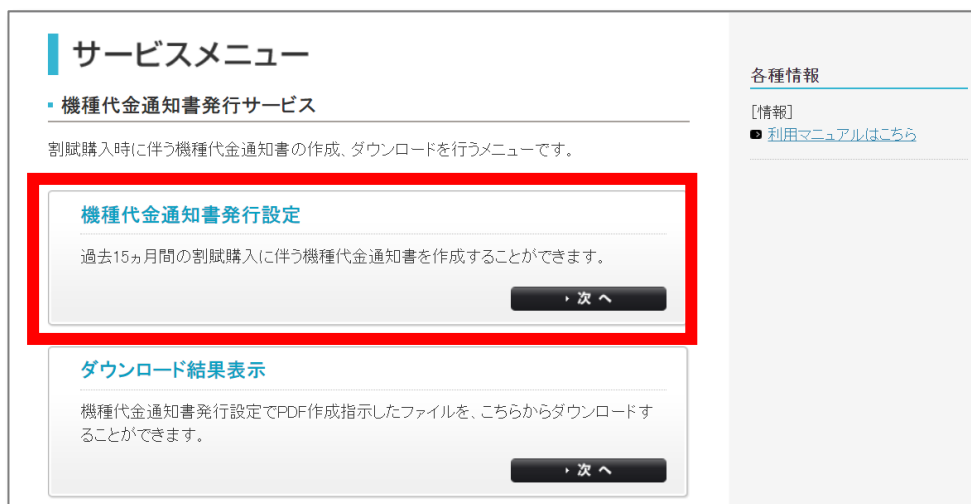 サービスメニュー
機種代金通知書発行サービス
割賦購入時に伴う機種代金通知書の作成、ダウンロードを行うメニューです。
機種代金通知書発行設定
過去15ヵ月間の割賦購入に伴う機種代金通知書を作成することができます。
次へ
ダウンロード結果表示
機種代金通知書発行設定でPDF作成指示したファイルを、こちらからダウンロードす
ることができます。
次へ
各種情報
[情報]
利用マニュアルはこちら